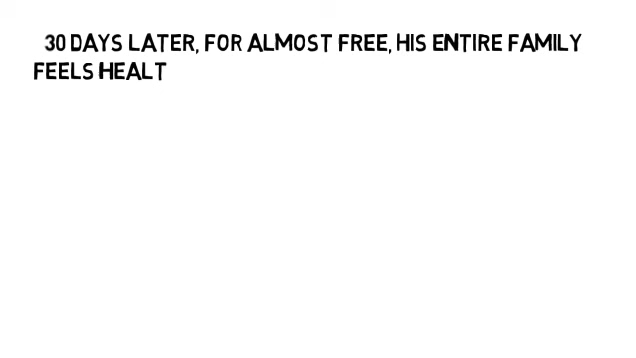 30 DAYS LATER, FOR ALMOST FREE, HIS ENTIRE FAMILY
FEELS HEALT